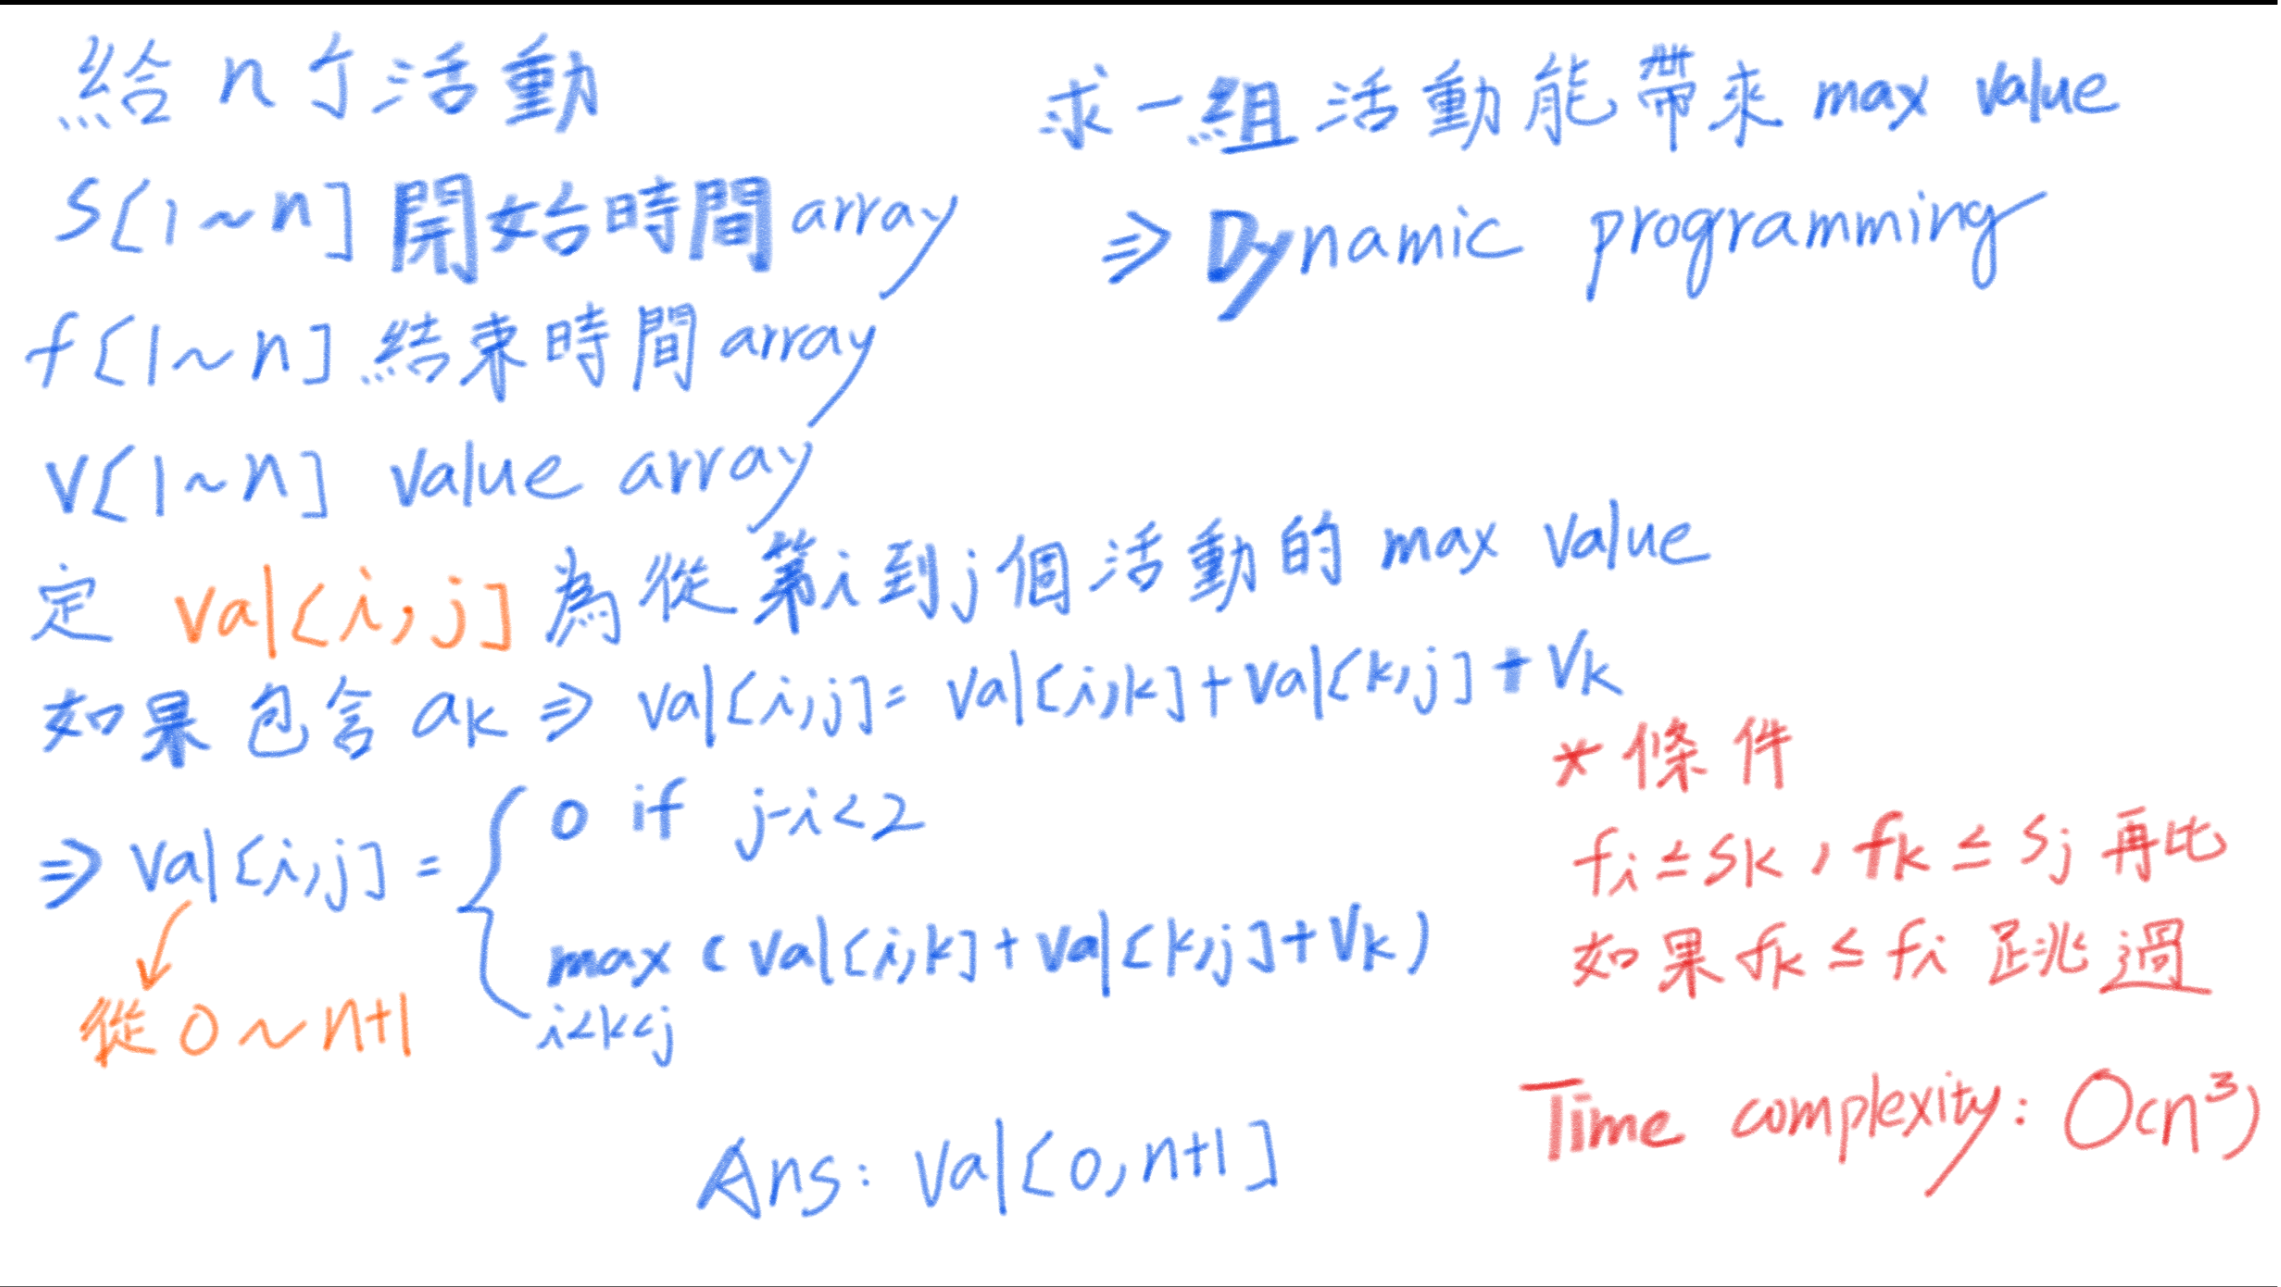 給 n 个活動
求一組活動能帶來 max value
S[1~n] 開始時間 array
⇒ Dynamic programming
f[1~n] 結束時間 array
v[1~n] value array
定 val[i,j] 為從第i到j個活動的 max value
如果包含 ak ⇒ val[i,j] = val[i,k]+val[k,j]+Vk
*條件
⇒ val[i,j] = { 0 if j-i<2
fi ≤ sk , fk ≤ sj 再比
max ( val[i,k]+val[k,j]+Vk)
i<k<j
如果 fk ≤ fi 跳過
從 0 ~ n+1
Time complexity: O(n³)
Ans: val[0,n+1]